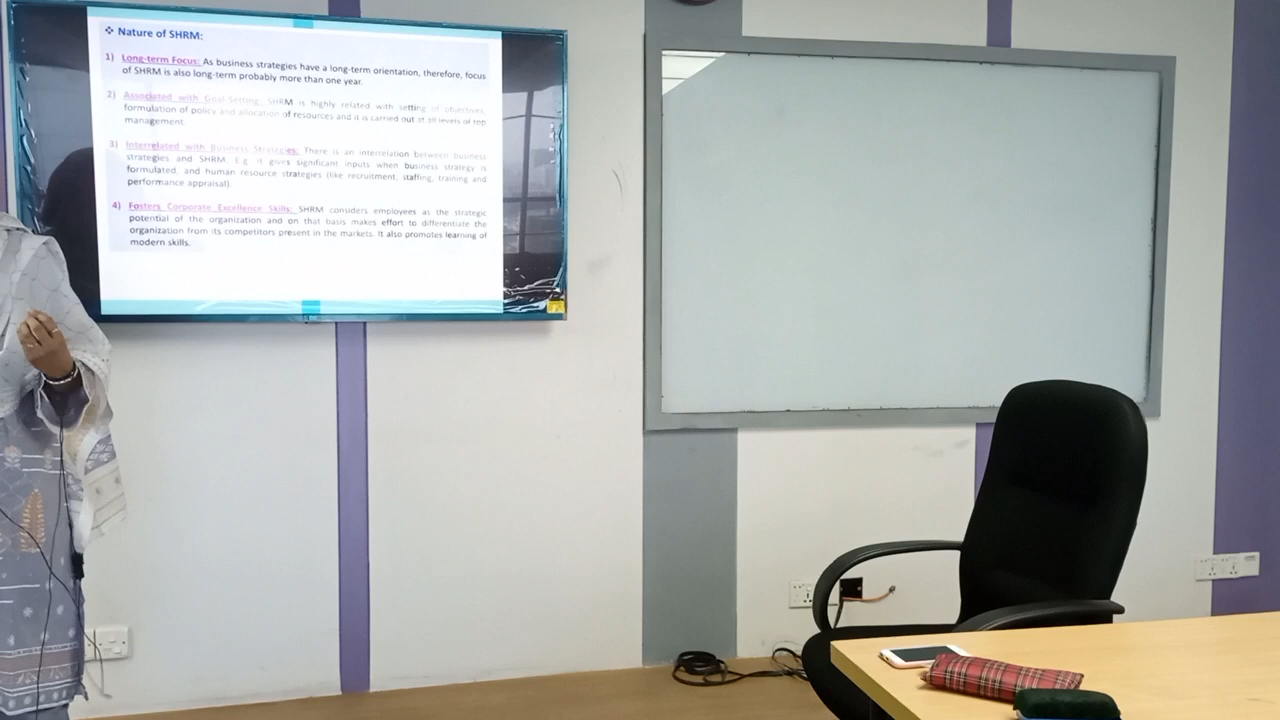 ❖ Nature of SHRM:
1) Long-term Focus: As business strategies have a long-term orientation, therefore, focus
of SHRM is also long-term probably more than one year.
2) Associated with Goal-Setting: SHRM is highly related with setting of objectives,
formulation of policy and allocation of resources and it is carried out at all levels of top
management.
3) Interrelated with Business Strategies: There is an interrelation between business
strategies and SHRM. E.g. it gives significant inputs when business strategy is
formulated, and human resource strategies (like recruitment, staffing, training and
performance appraisal).
4) Fosters Corporate Excellence Skills: SHRM considers employees as the strategic
potential of the organization and on that basis makes effort to differentiate the
organization from its competitors present in the markets. It also promotes learning of
modern skills.